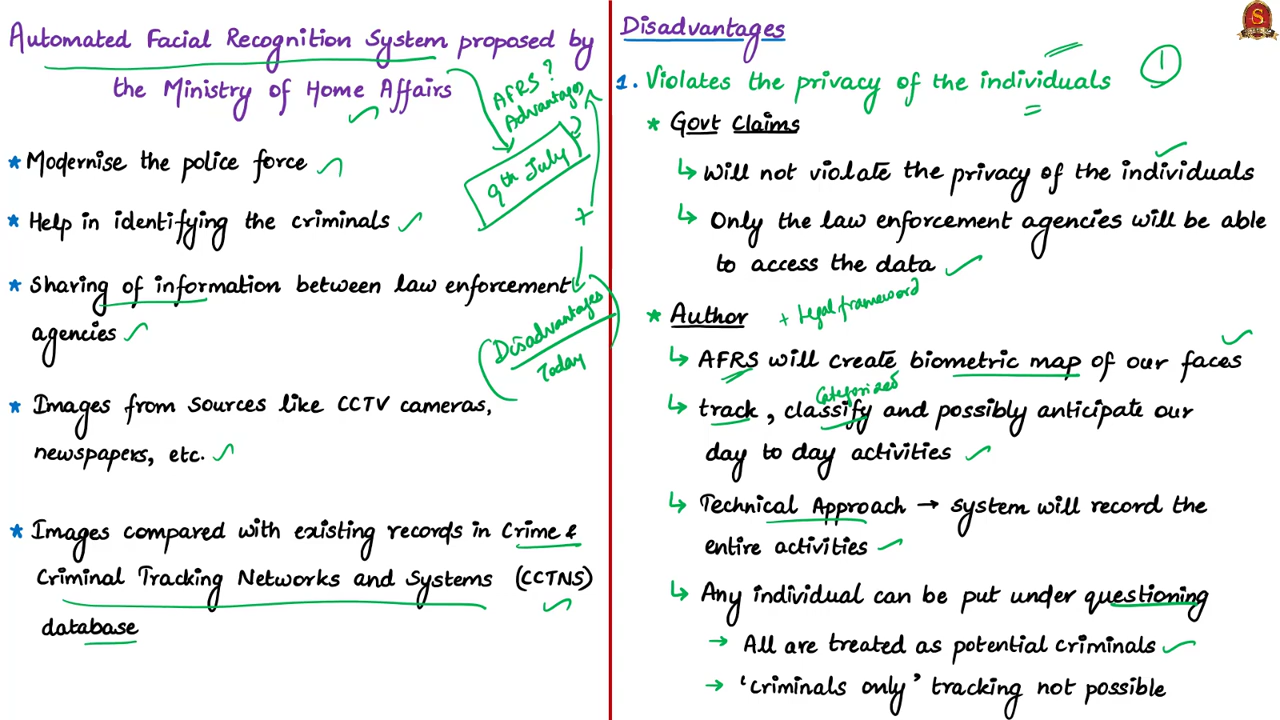 Automated Facial Recognition System proposed by
the Ministry of Home Affairs
AFRS?
Advantages
9th July
+
* Modernise the police force
* Help in identifying the criminals
* Sharing of information between law enforcement
agencies
Disadvantages
Today
* Images from sources like CCTV cameras,
newspapers, etc.
* Images compared with existing records in Crime &
Criminal Tracking Networks and Systems (CCTNS)
database
Disadvantages
1. Violates the privacy of the individuals
1
* Govt Claims
↳ Will not violate the privacy of the individuals
↳ Only the law enforcement agencies will be able
to access the data
* Author
+ Legal framework
↳ AFRS will create biometric map of our faces
Categorized
↳ track, classify and possibly anticipate our
day to day activities
↳ Technical Approach → system will record the
entire activities
↳ Any individual can be put under questioning
→ All are treated as potential criminals
→ 'Criminals only' tracking not possible